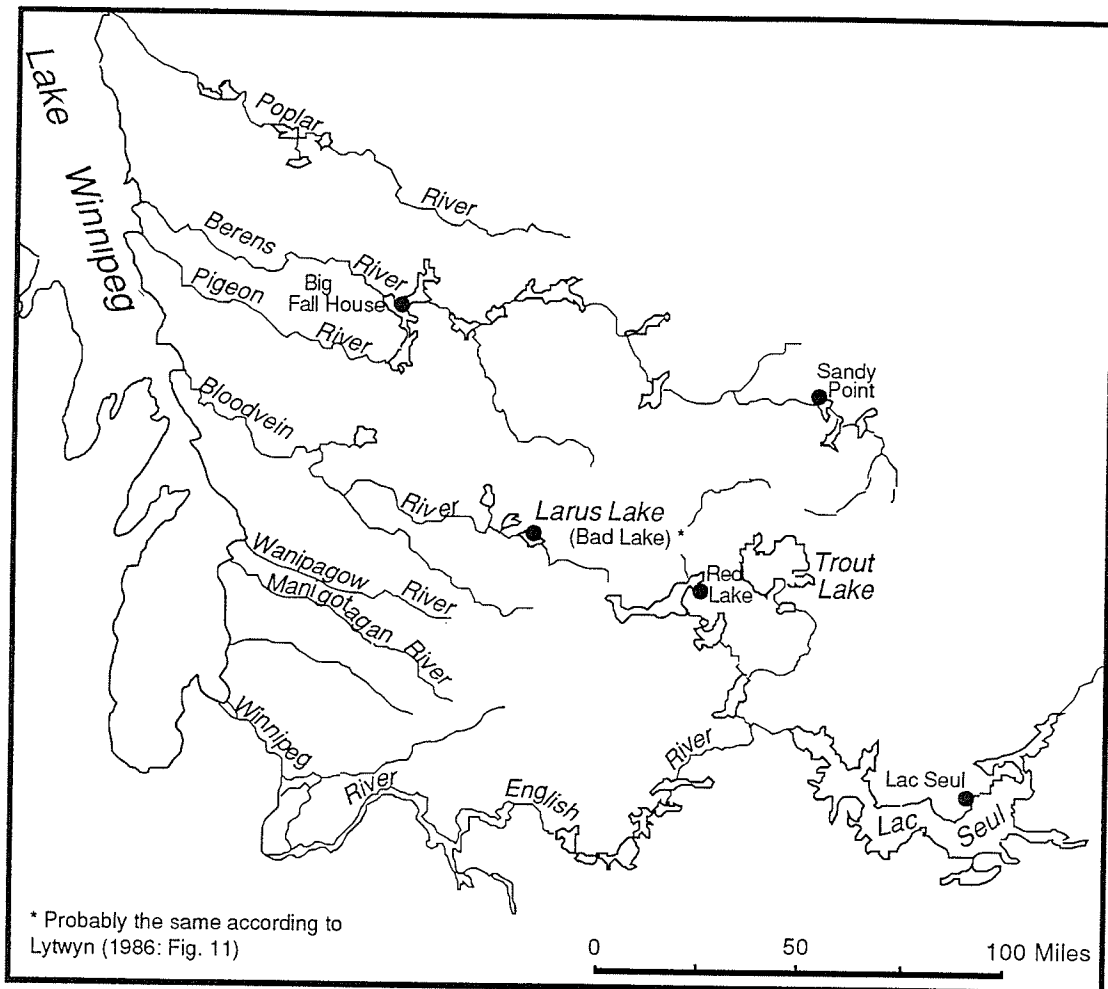 Lake
Winnipeg
Poplar
River
Berens
River
Pigeon
River
Big
Fall House
Sandy
Point
Bloodvein
River
Larus Lake
(Bad Lake) *
Trout
Lake
Red
Lake
Wanipagow
River
Manigotagan
River
Winnipeg
River
English
River
Lac Seul
Lac
Seul
* Probably the same according to
Lytwyn (1986: Fig. 11)
0
50
100 Miles